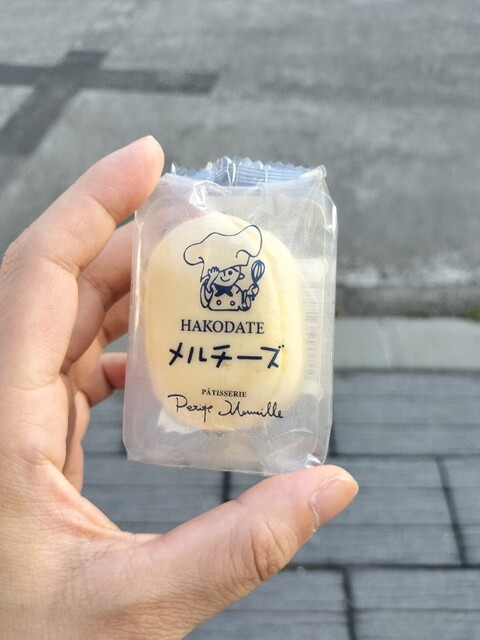 HAKODATE
メルチーズ
PÂTISSERIE
Petite Merveille